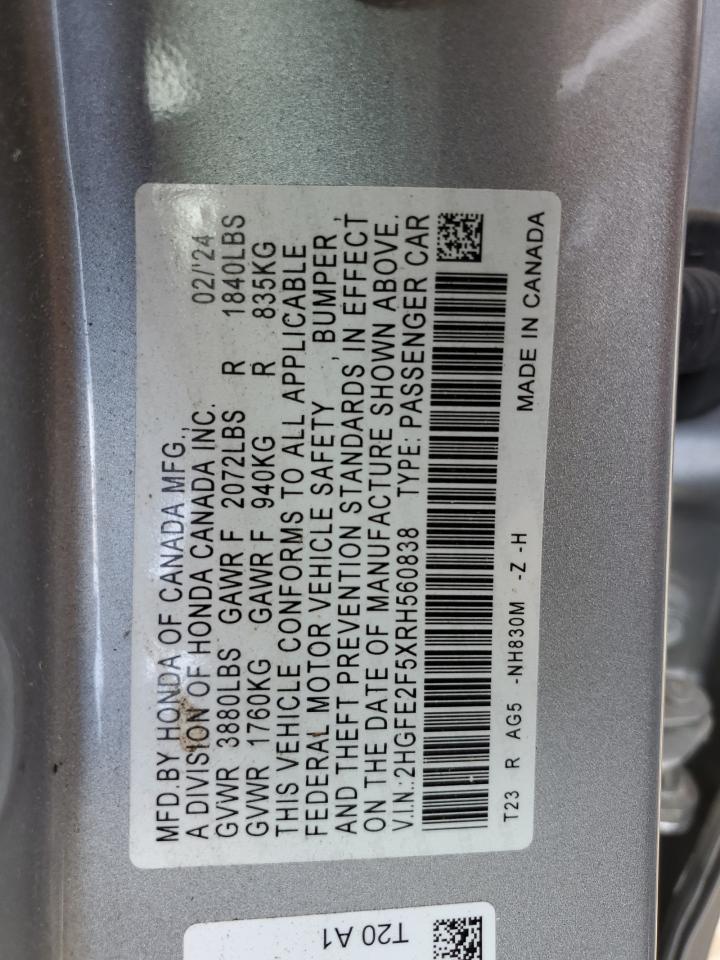 MFD.BY HONDA OF CANADA MFG.,
A DIVISION OF HONDA CANADA INC. 02/'24
GVWR 3880LBS GAWR F 2072LBS R 1840LBS
GVWR 1760KG GAWR F 940KG R 835KG
THIS VEHICLE CONFORMS TO ALL APPLICABLE
FEDERAL MOTOR VEHICLE SAFETY , BUMPER ,
AND THEFT PREVENTION STANDARDS IN EFFECT
ON THE DATE OF MANUFACTURE SHOWN ABOVE.
V.I.N.:2HGFE2F5XRH560838 TYPE: PASSENGER CAR
T23 R AG5 -NH830M -Z -H
MADE IN CANADA
T20 A1